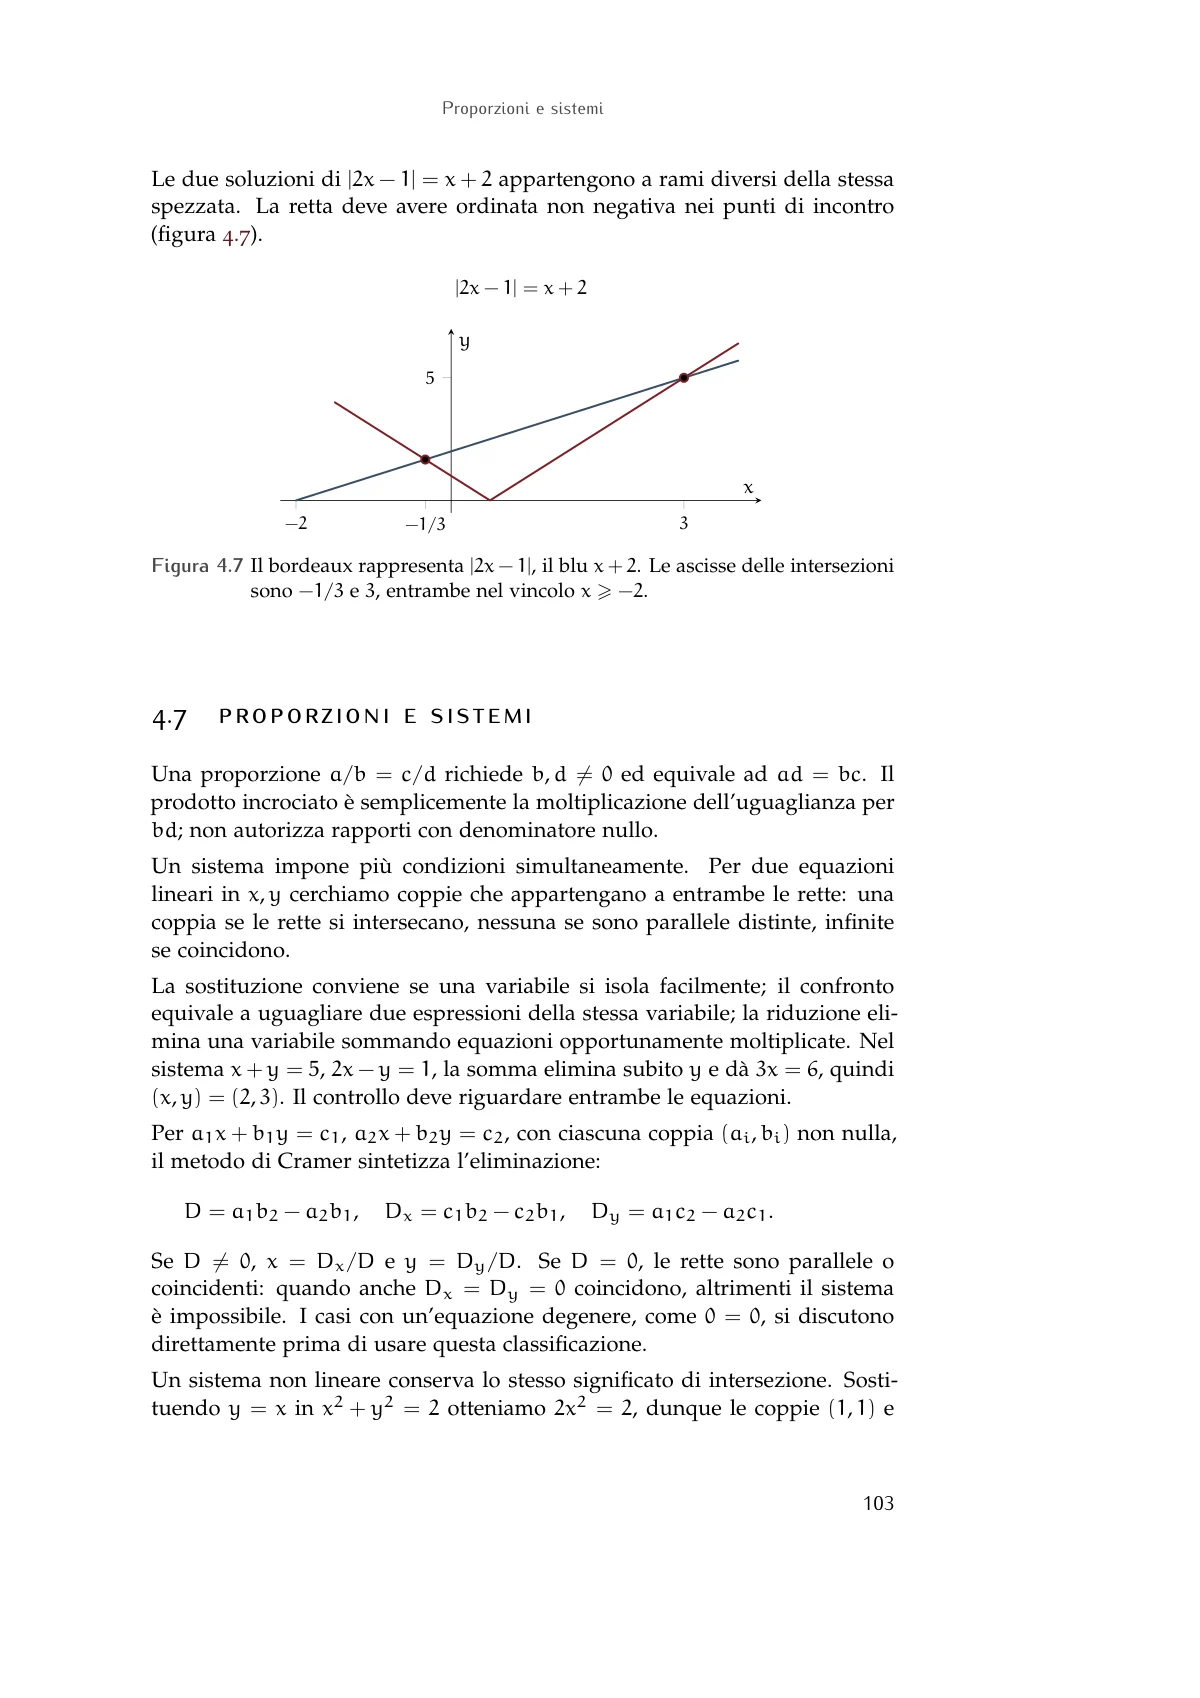 Proporzioni e sistemi
Le due soluzioni di |2x − 1| = x + 2 appartengono a rami diversi della stessa
spezzata. La retta deve avere ordinata non negativa nei punti di incontro
(figura 4.7).
|2x − 1| = x + 2
y
5
x
−2
−1/3
3
Figura 4.7 Il bordeaux rappresenta |2x − 1|, il blu x + 2. Le ascisse delle intersezioni
sono −1/3 e 3, entrambe nel vincolo x ⩾ −2.
4.7 PROPORZIONI E SISTEMI
Una proporzione a/b = c/d richiede b, d ≠ 0 ed equivale ad ad = bc. Il
prodotto incrociato è semplicemente la moltiplicazione dell'uguaglianza per
bd; non autorizza rapporti con denominatore nullo.
Un sistema impone più condizioni simultaneamente. Per due equazioni
lineari in x, y cerchiamo coppie che appartengano a entrambe le rette: una
coppia se le rette si intersecano, nessuna se sono parallele distinte, infinite
se coincidono.
La sostituzione conviene se una variabile si isola facilmente; il confronto
equivale a uguagliare due espressioni della stessa variabile; la riduzione eli-
mina una variabile sommando equazioni opportunamente moltiplicate. Nel
sistema x + y = 5, 2x − y = 1, la somma elimina subito y e dà 3x = 6, quindi
(x, y) = (2, 3). Il controllo deve riguardare entrambe le equazioni.
Per a₁x + b₁y = c₁, a₂x + b₂y = c₂, con ciascuna coppia (aᵢ, bᵢ) non nulla,
il metodo di Cramer sintetizza l'eliminazione:
D = a₁b₂ − a₂b₁, Dₓ = c₁b₂ − c₂b₁, D_y = a₁c₂ − a₂c₁.
Se D ≠ 0, x = Dₓ/D e y = D_y/D. Se D = 0, le rette sono parallele o
coincidenti: quando anche Dₓ = D_y = 0 coincidono, altrimenti il sistema
è impossibile. I casi con un'equazione degenere, come 0 = 0, si discutono
direttamente prima di usare questa classificazione.
Un sistema non lineare conserva lo stesso significato di intersezione. Sosti-
tuendo y = x in x² + y² = 2 otteniamo 2x² = 2, dunque le coppie (1, 1) e
103